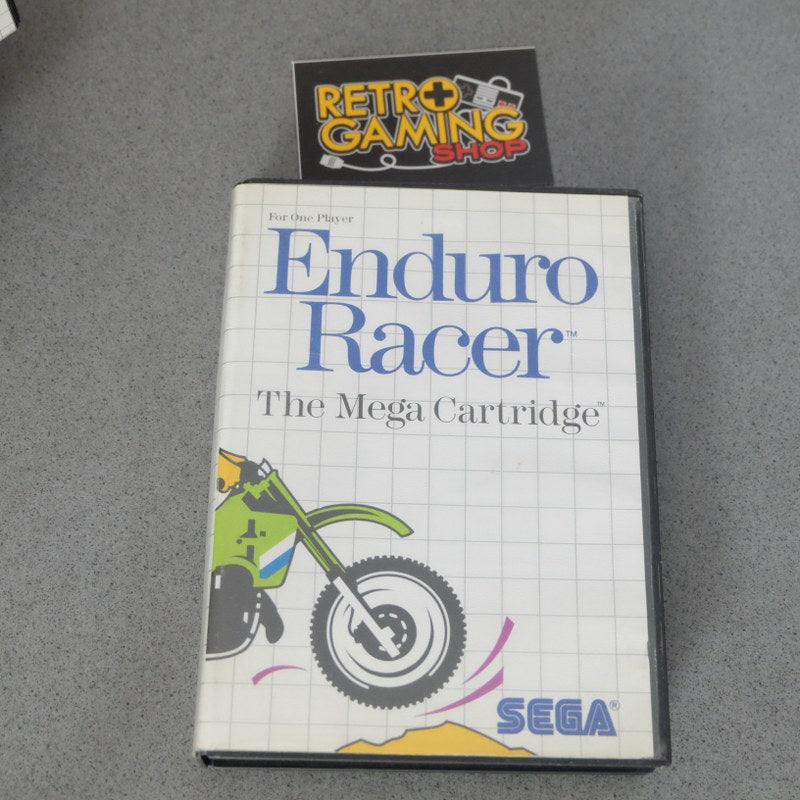 RETRO
GAMING
SHOP
For One Player
Enduro
Racer™
The Mega Cartridge™
SEGA®